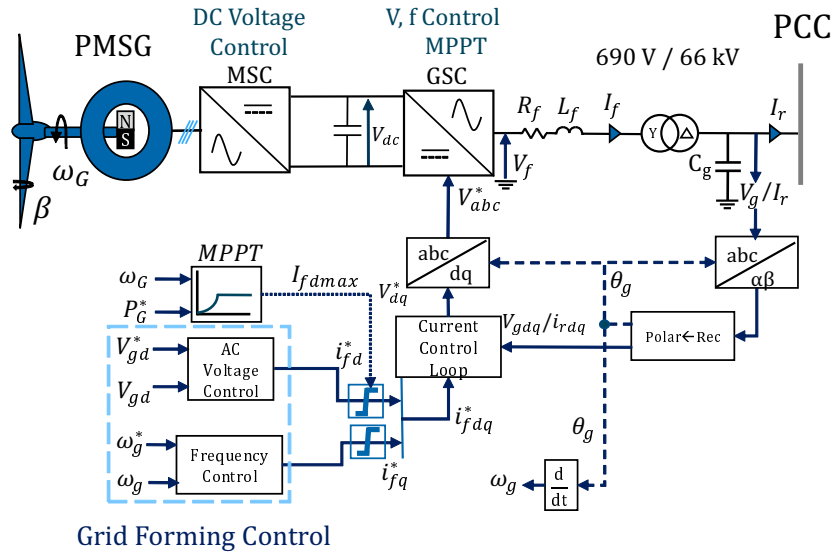 DC Voltage
Control
V, f Control
MPPT
PCC
PMSG
MSC
GSC
690 V / 66 kV
N
S
ω_G
β
V_dc
R_f
L_f
I_f
I_r
V_f
Y
Δ
C_g
V_g/I_r
V*_abc
abc
dq
abc
αβ
θ_g
MPPT
ω_G
P*_G
I_fdmax
V*_dq
V_gdq/i_rdq
Current
Control
Loop
Polar←Rec
V*_gd
V_gd
AC
Voltage
Control
i*_fd
i*_fdq
ω*_g
ω_g
Frequency
Control
i*_fq
θ_g
ω_g
d
dt
Grid Forming Control